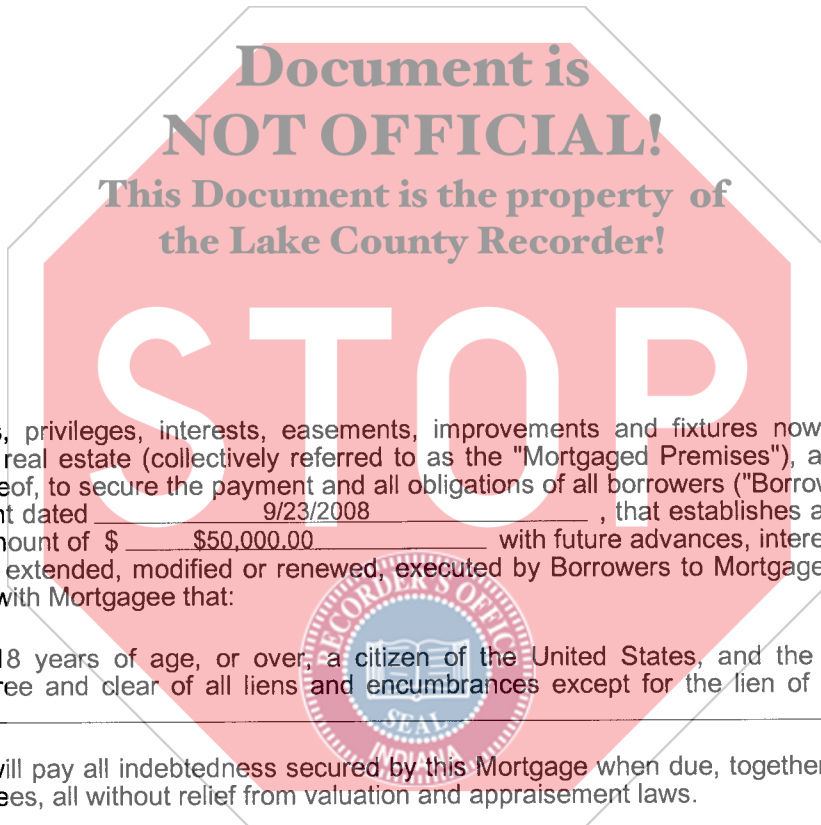 Document is
NOT OFFICIAL!
This Document is the property of
the Lake County Recorder!
STOP
, privileges, interests, easements, improvements and fixtures now
real estate (collectively referred to as the "Mortgaged Premises"), a
eof, to secure the payment and all obligations of all borrowers ("Borrow
nt dated 9/23/2008 , that establishes a
nount of $ $50,000.00 with future advances, intere
extended, modified or renewed, executed by Borrowers to Mortgage
with Mortgagee that:
18 years of age, or over, a citizen of the United States, and the
ree and clear of all liens and encumbrances except for the lien of
RECORDER'S OFFIC
SEAL
INDIANA
vill pay all indebtedness secured by this Mortgage when due, together
ees, all without relief from valuation and appraisement laws.